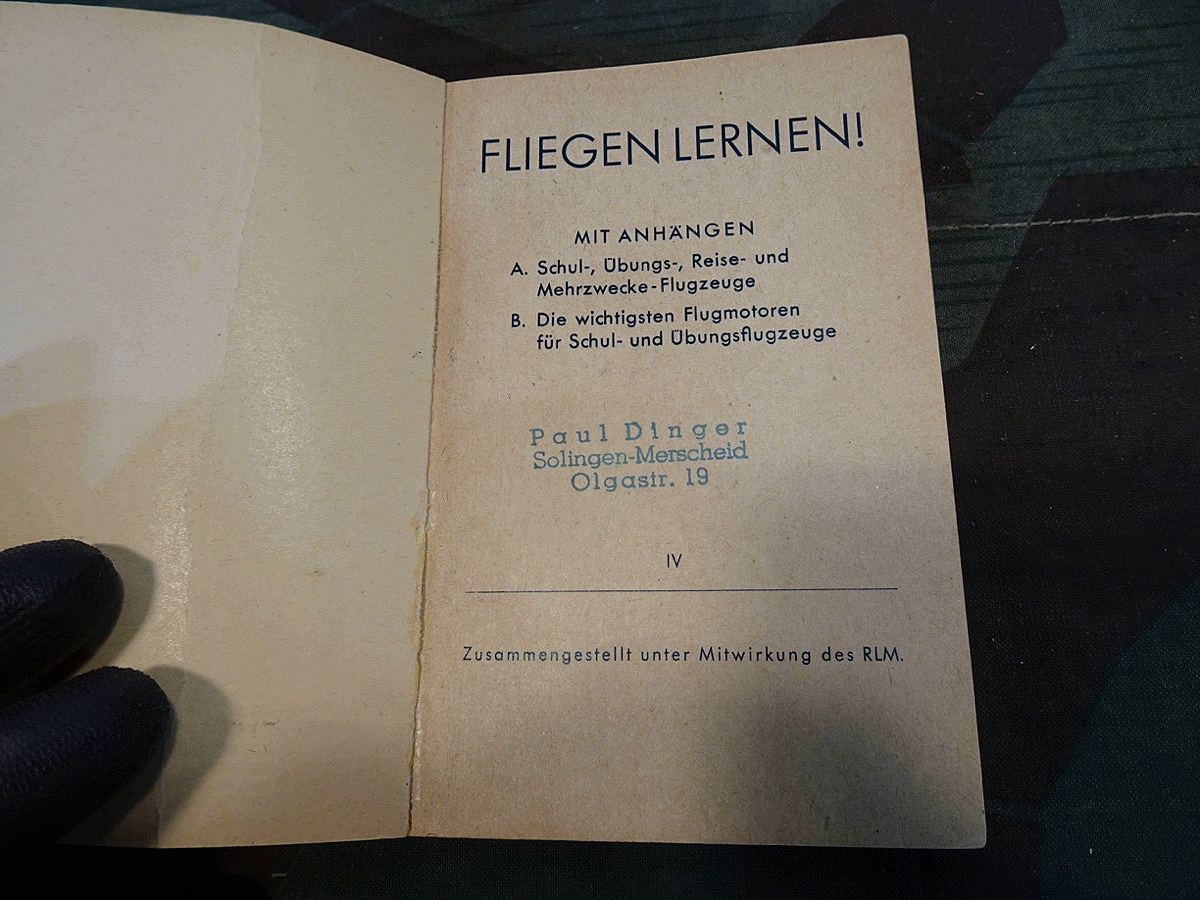 FLIEGEN LERNEN!
MIT ANHÄNGEN
A. Schul-, Übungs-, Reise- und
Mehrzwecke-Flugzeuge
B. Die wichtigsten Flugmotoren
für Schul- und Übungsflugzeuge
Paul Dinger
Solingen-Merscheid
Olgastr. 19
IV
Zusammengestellt unter Mitwirkung des RLM.